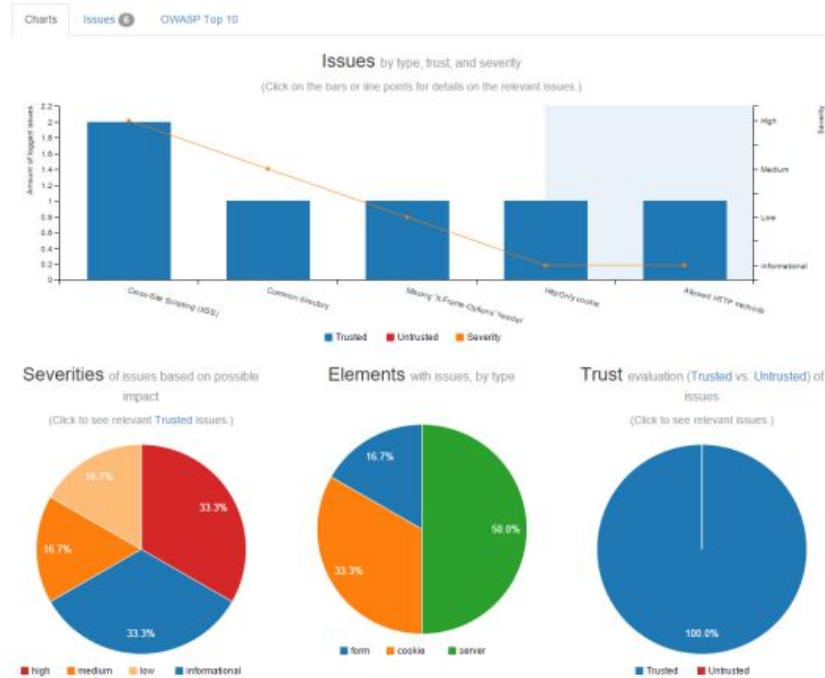 Charts
Issues 6
OWASP Top 10
Issues by type, trust, and severity
(Click on the bars or line points for details on the relevant issues.)
Amount of logged issues
2.2
2
1.8
1.6
1.4
1.2
1
0.8
0.6
0.4
0.2
0
High
Medium
Low
Informational
Severity
Cross-Site Scripting (XSS)
Common directory
Missing 'X-Frame-Options' header
HttpOnly cookie
Allowed HTTP methods
Trusted
Untrusted
Severity
Severities of issues based on possible
impact
(Click to see relevant Trusted issues.)
16.7%
33.3%
16.7%
33.3%
high
medium
low
informational
Elements with issues, by type
16.7%
50.0%
33.3%
form
cookie
server
Trust evaluation (Trusted vs. Untrusted) of
issues.
(Click to see relevant issues.)
100.0%
Trusted
Untrusted